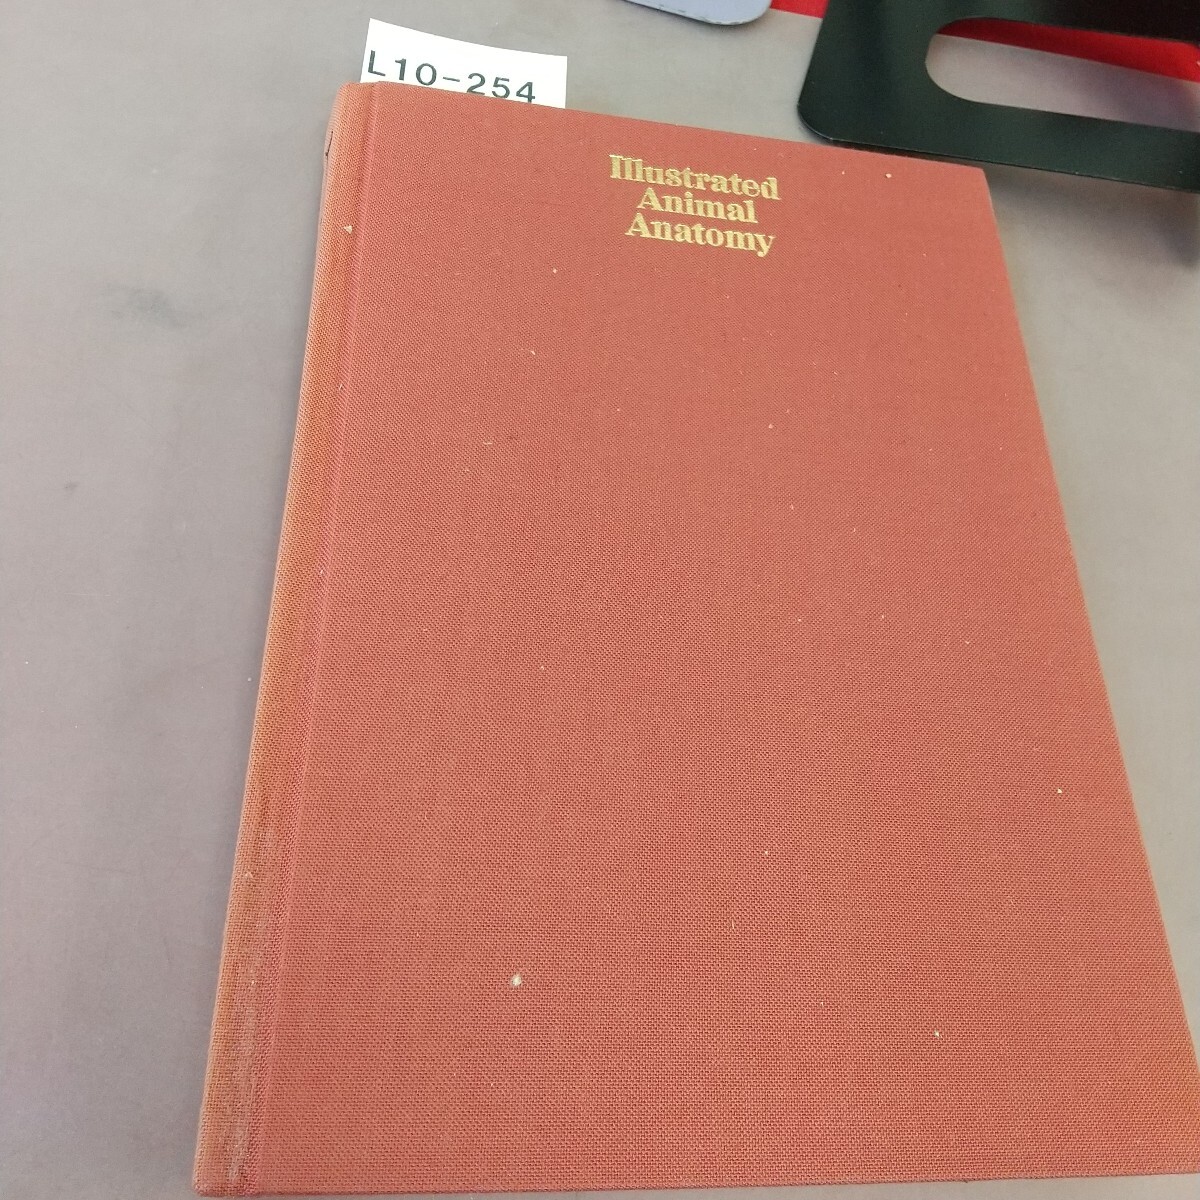 L10-254
Illustrated
Animal
Anatomy